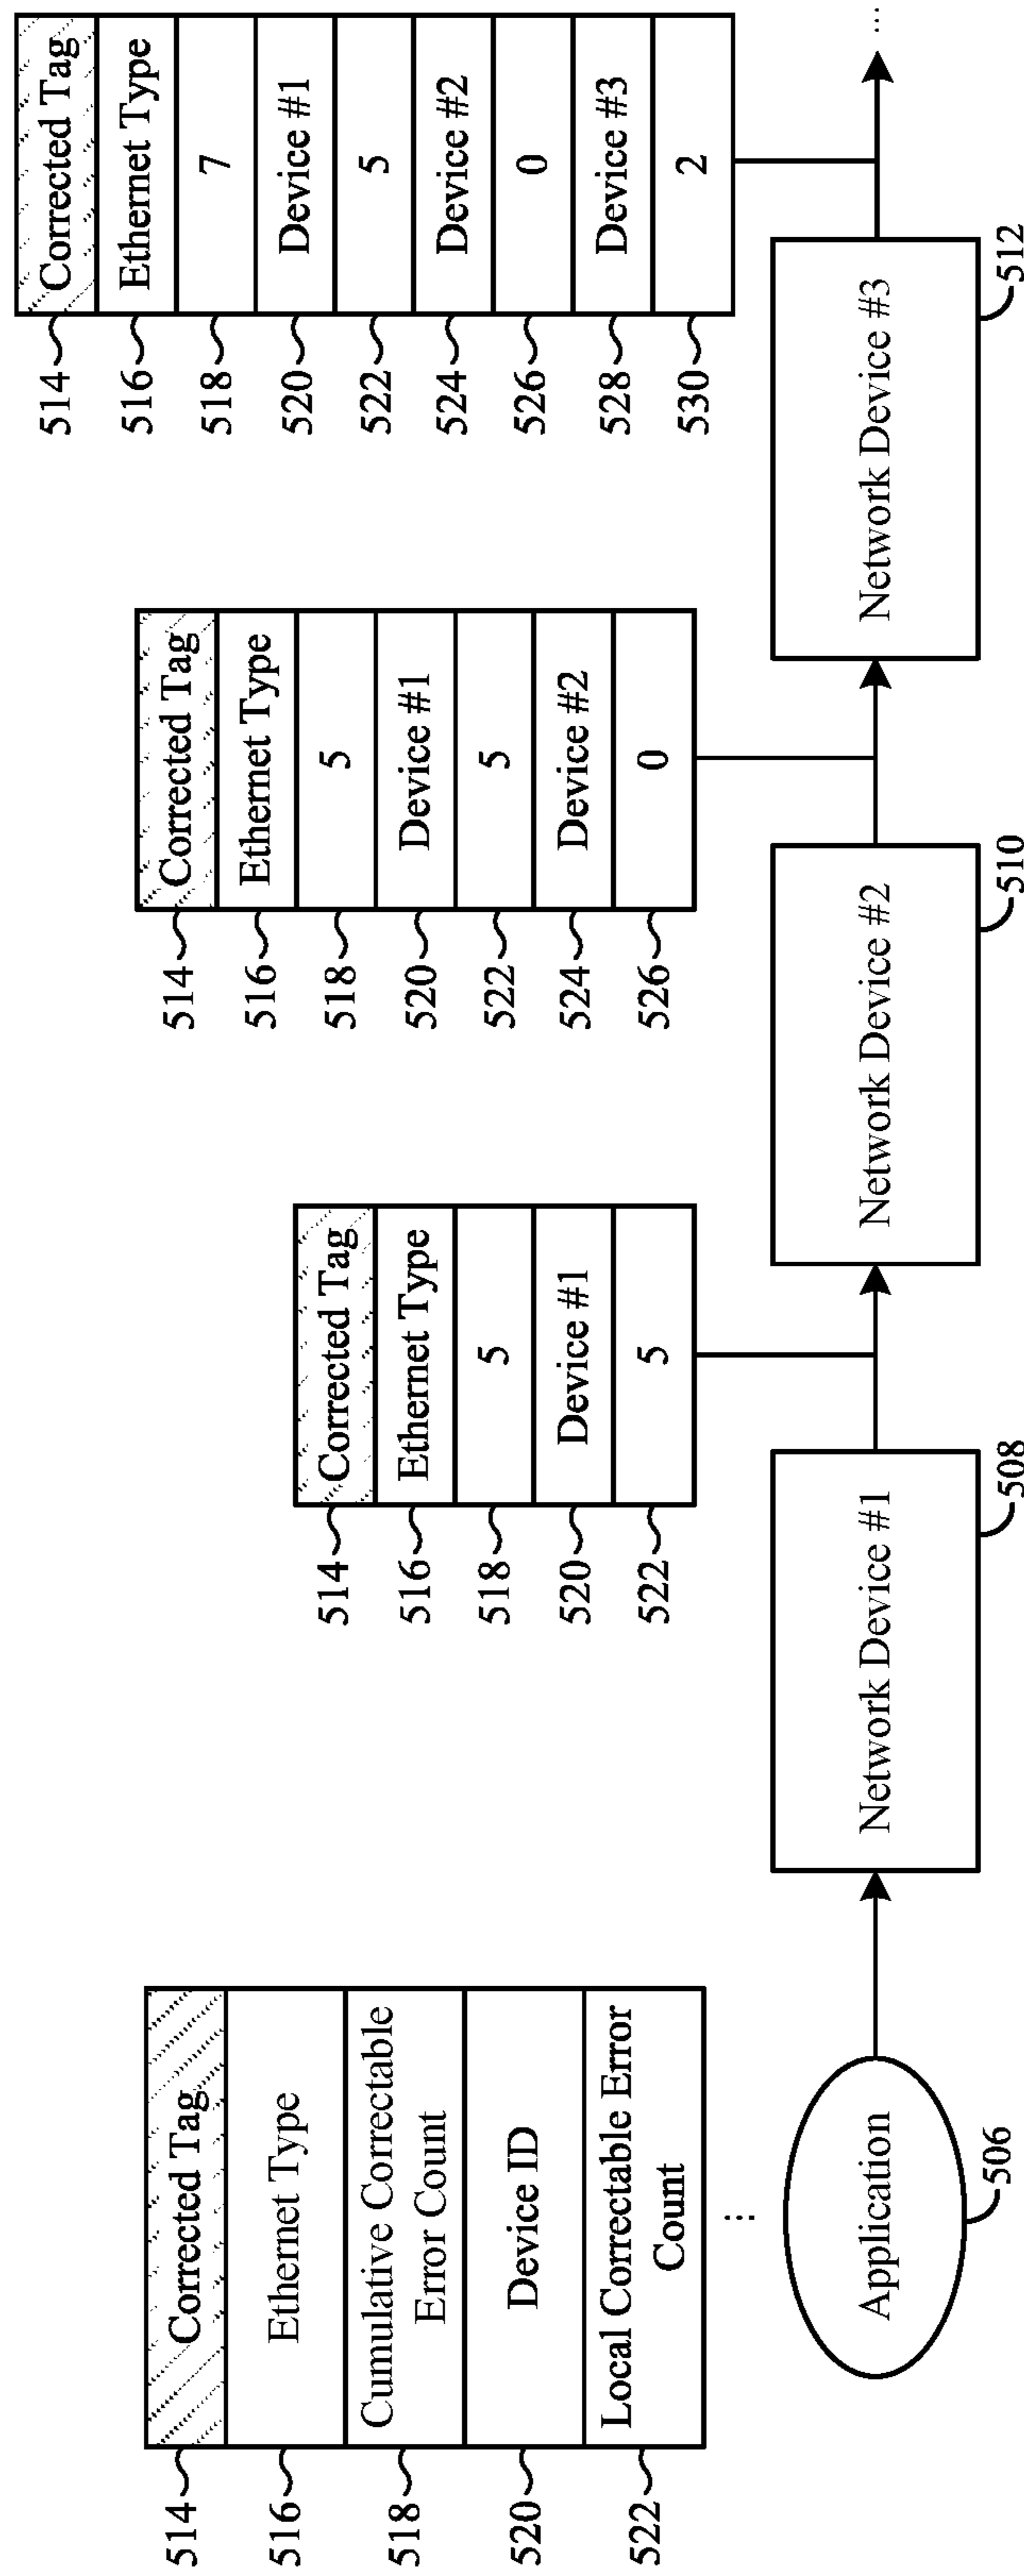 514
Corrected Tag
516
Ethernet Type
518
Cumulative Correctable
Error Count
520
Device ID
522
Local Correctable Error
Count
...
514
Corrected Tag
516
Ethernet Type
518
5
520
Device #1
522
5
514
Corrected Tag
516
Ethernet Type
518
5
520
Device #1
522
5
524
Device #2
526
0
514
Corrected Tag
516
Ethernet Type
518
7
520
Device #1
522
5
524
Device #2
526
0
528
Device #3
530
2
Application
506
Network Device #1
508
Network Device #2
510
Network Device #3
512
...